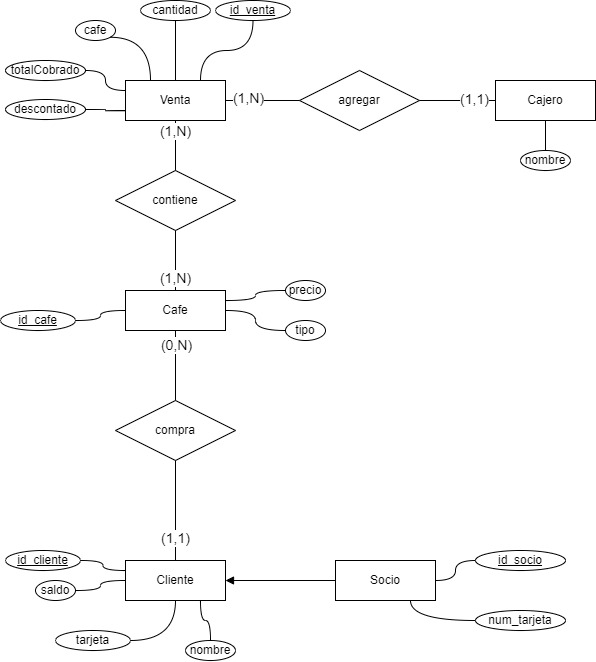 cantidad
id_venta
cafe
totalCobrado
descontado
Venta
(1,N)
agregar
(1,1)
Cajero
nombre
(1,N)
contiene
(1,N)
precio
id_cafe
Cafe
tipo
(0,N)
compra
(1,1)
id_cliente
saldo
Cliente
Socio
id_socio
num_tarjeta
tarjeta
nombre